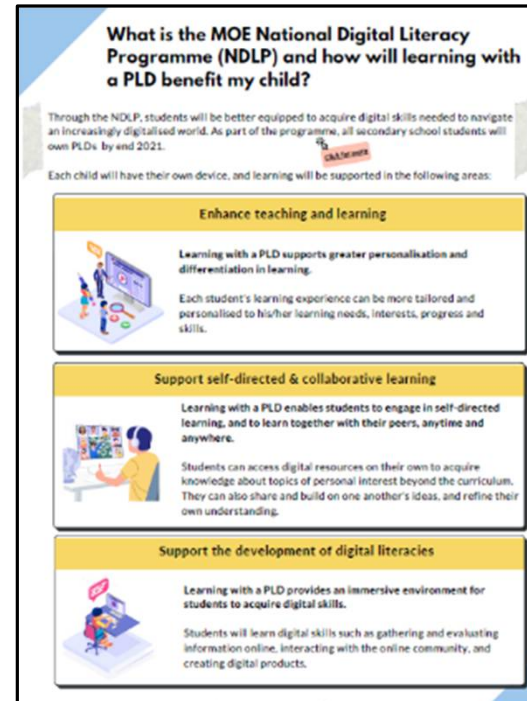 What is the MOE National Digital Literacy
Programme (NDLP) and how will learning with
a PLD benefit my child?
Through the NDLP, students will be better equipped to acquire digital skills needed to navigate
an increasingly digitalised world. As part of the programme, all secondary school students will
own PLDs by end 2021.
Click for more
Each child will have their own device, and learning will be supported in the following areas:
Enhance teaching and learning
Learning with a PLD supports greater personalisation and
differentiation in learning.
Each student's learning experience can be more tailored and
personalised to his/her learning needs, interests, progress and
skills.
Support self-directed & collaborative learning
Learning with a PLD enables students to engage in self-directed
learning, and to learn together with their peers, anytime and
anywhere.
Students can access digital resources on their own to acquire
knowledge about topics of personal interest beyond the curriculum.
They can also share and build on one another's ideas, and refine their
own understanding.
Support the development of digital literacies
Learning with a PLD provides an immersive environment for
students to acquire digital skills.
Students will learn digital skills such as gathering and evaluating
information online, interacting with the online community, and
creating digital products.